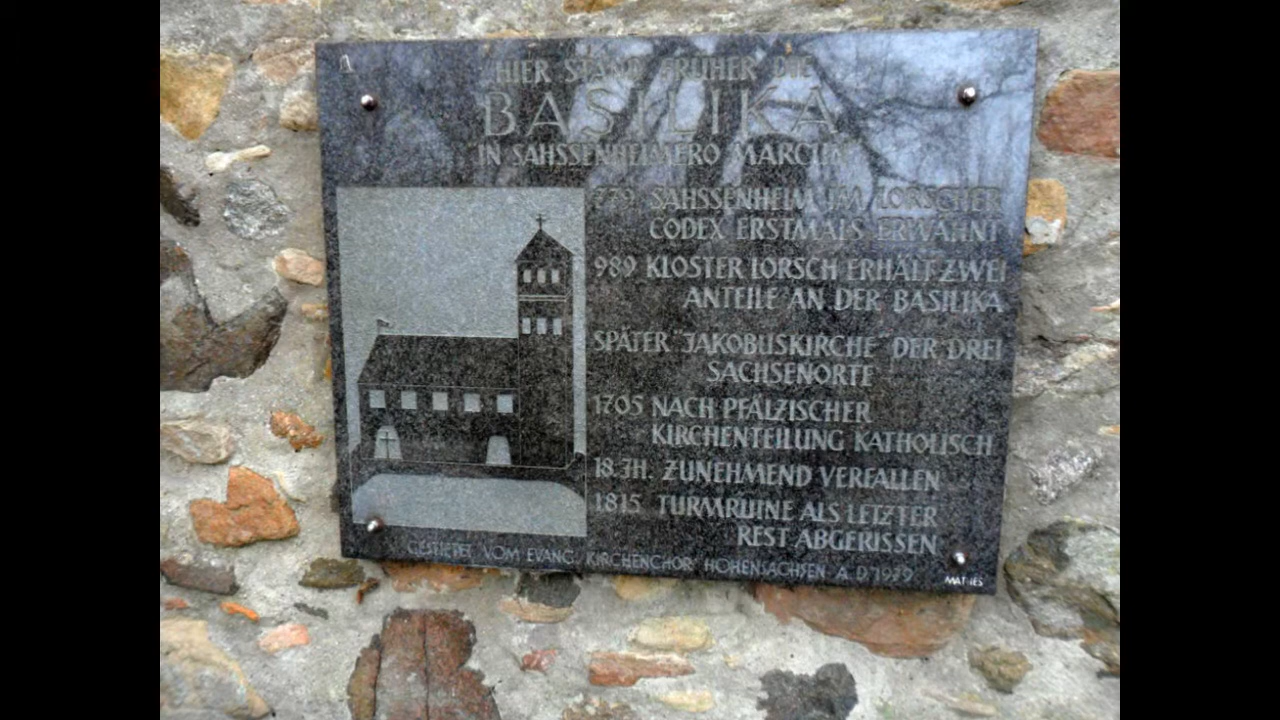 HIER STAND FRÜHER DIE
BASILIKA
IN SAHSSENHEIMERO MARCUN
SAHSSENHEIM IM LORSCHER
CODEX ERSTMALS ERWÄHNT
989 KLOSTER LORSCH ERHÄLT ZWEI
ANTEILE AN DER BASILIKA
SPÄTER "JAKOBUSKIRCHE" DER DREI
SACHSENORTE
1705 NACH PFÄLZISCHER
KIRCHENTEILUNG KATHOLISCH
18.JH. ZUNEHMEND VERFALLEN
1815 TURMRUINE ALS LETZTER
REST ABGERISSEN
GESTIFTET VOM EVANG. KIRCHENCHOR HOHENSACHSEN A.D. 1979
MATHES